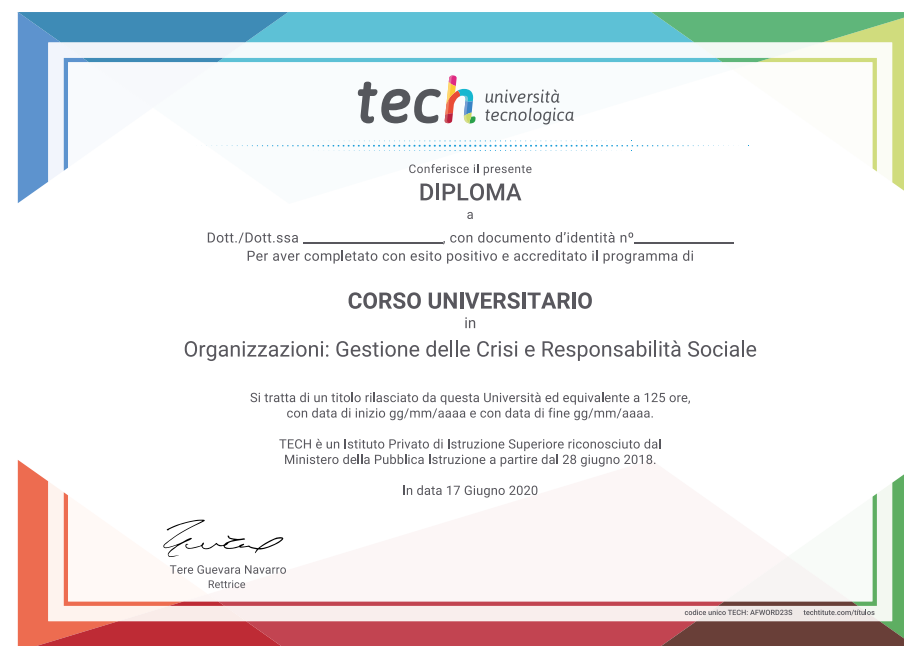 tech università
tecnologica
Conferisce il presente
DIPLOMA
a
Dott./Dott.ssa ____________________, con documento d'identità nº______________
Per aver completato con esito positivo e accreditato il programma di
CORSO UNIVERSITARIO
in
Organizzazioni: Gestione delle Crisi e Responsabilità Sociale
Si tratta di un titolo rilasciato da questa Università ed equivalente a 125 ore,
con data di inizio gg/mm/aaaa e con data di fine gg/mm/aaaa.
TECH è un Istituto Privato di Istruzione Superiore riconosciuto dal
Ministero della Pubblica Istruzione a partire dal 28 giugno 2018.
In data 17 Giugno 2020
Tere Guevara Navarro
Rettrice
codice unico TECH: AFWORD23S techtitute.com/títulos